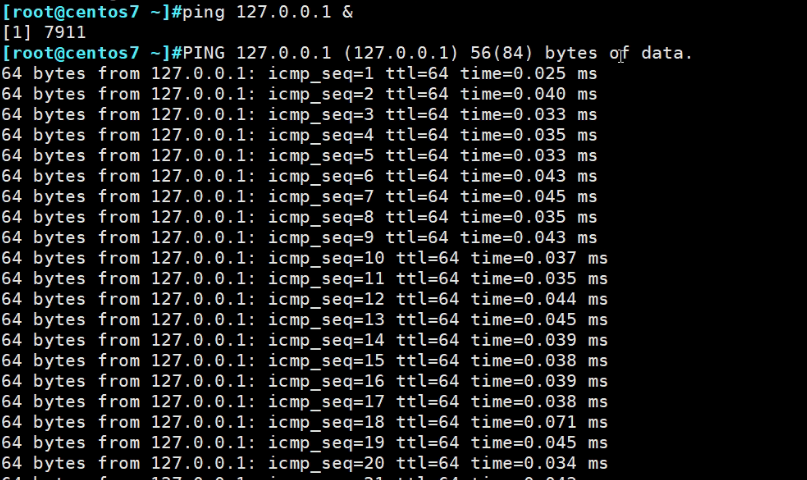 [root@centos7 ~]#ping 127.0.0.1 &
[1] 7911
[root@centos7 ~]#PING 127.0.0.1 (127.0.0.1) 56(84) bytes of data.
64 bytes from 127.0.0.1: icmp_seq=1 ttl=64 time=0.025 ms
64 bytes from 127.0.0.1: icmp_seq=2 ttl=64 time=0.040 ms
64 bytes from 127.0.0.1: icmp_seq=3 ttl=64 time=0.033 ms
64 bytes from 127.0.0.1: icmp_seq=4 ttl=64 time=0.035 ms
64 bytes from 127.0.0.1: icmp_seq=5 ttl=64 time=0.033 ms
64 bytes from 127.0.0.1: icmp_seq=6 ttl=64 time=0.043 ms
64 bytes from 127.0.0.1: icmp_seq=7 ttl=64 time=0.045 ms
64 bytes from 127.0.0.1: icmp_seq=8 ttl=64 time=0.035 ms
64 bytes from 127.0.0.1: icmp_seq=9 ttl=64 time=0.043 ms
64 bytes from 127.0.0.1: icmp_seq=10 ttl=64 time=0.037 ms
64 bytes from 127.0.0.1: icmp_seq=11 ttl=64 time=0.035 ms
64 bytes from 127.0.0.1: icmp_seq=12 ttl=64 time=0.044 ms
64 bytes from 127.0.0.1: icmp_seq=13 ttl=64 time=0.045 ms
64 bytes from 127.0.0.1: icmp_seq=14 ttl=64 time=0.039 ms
64 bytes from 127.0.0.1: icmp_seq=15 ttl=64 time=0.038 ms
64 bytes from 127.0.0.1: icmp_seq=16 ttl=64 time=0.039 ms
64 bytes from 127.0.0.1: icmp_seq=17 ttl=64 time=0.038 ms
64 bytes from 127.0.0.1: icmp_seq=18 ttl=64 time=0.071 ms
64 bytes from 127.0.0.1: icmp_seq=19 ttl=64 time=0.045 ms
64 bytes from 127.0.0.1: icmp_seq=20 ttl=64 time=0.034 ms